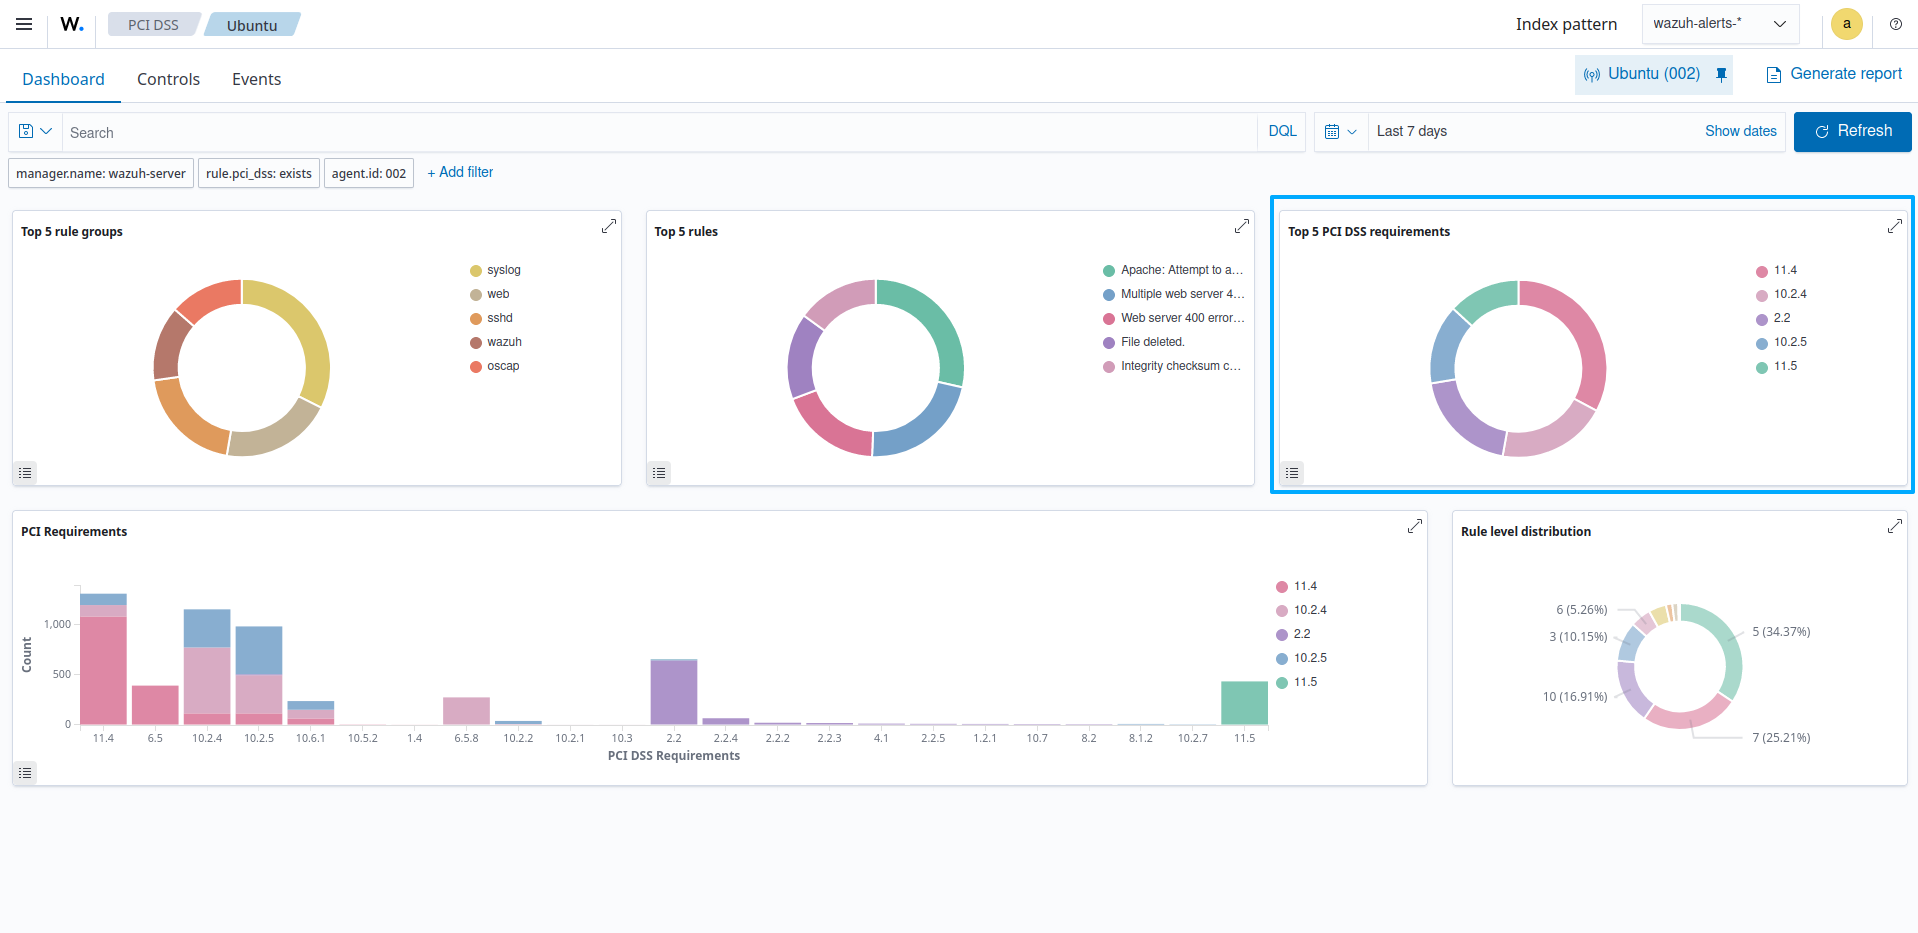 W. PCI DSS Ubuntu Index pattern wazuh-alerts-* a
Dashboard Controls Events Ubuntu (002) Generate report
Search DQL Last 7 days Show dates Refresh
manager.name: wazuh-server rule.pci_dss: exists agent.id: 002 + Add filter
Top 5 rule groups
syslog
web
sshd
wazuh
oscap
Top 5 rules
Apache: Attempt to a...
Multiple web server 4...
Web server 400 error...
File deleted.
Integrity checksum c...
Top 5 PCI DSS requirements
11.4
10.2.4
2.2
10.2.5
11.5
PCI Requirements
Count
1,000
500
0
11.4 6.5 10.2.4 10.2.5 10.6.1 10.5.2 1.4 6.5.8 10.2.2 10.2.1 10.3 2.2 2.2.4 2.2.2 2.2.3 4.1 2.2.5 1.2.1 10.7 8.2 8.1.2 10.2.7 11.5
PCI DSS Requirements
11.4
10.2.4
2.2
10.2.5
11.5
Rule level distribution
6 (5.26%)
5 (34.37%)
3 (10.15%)
10 (16.91%)
7 (25.21%)